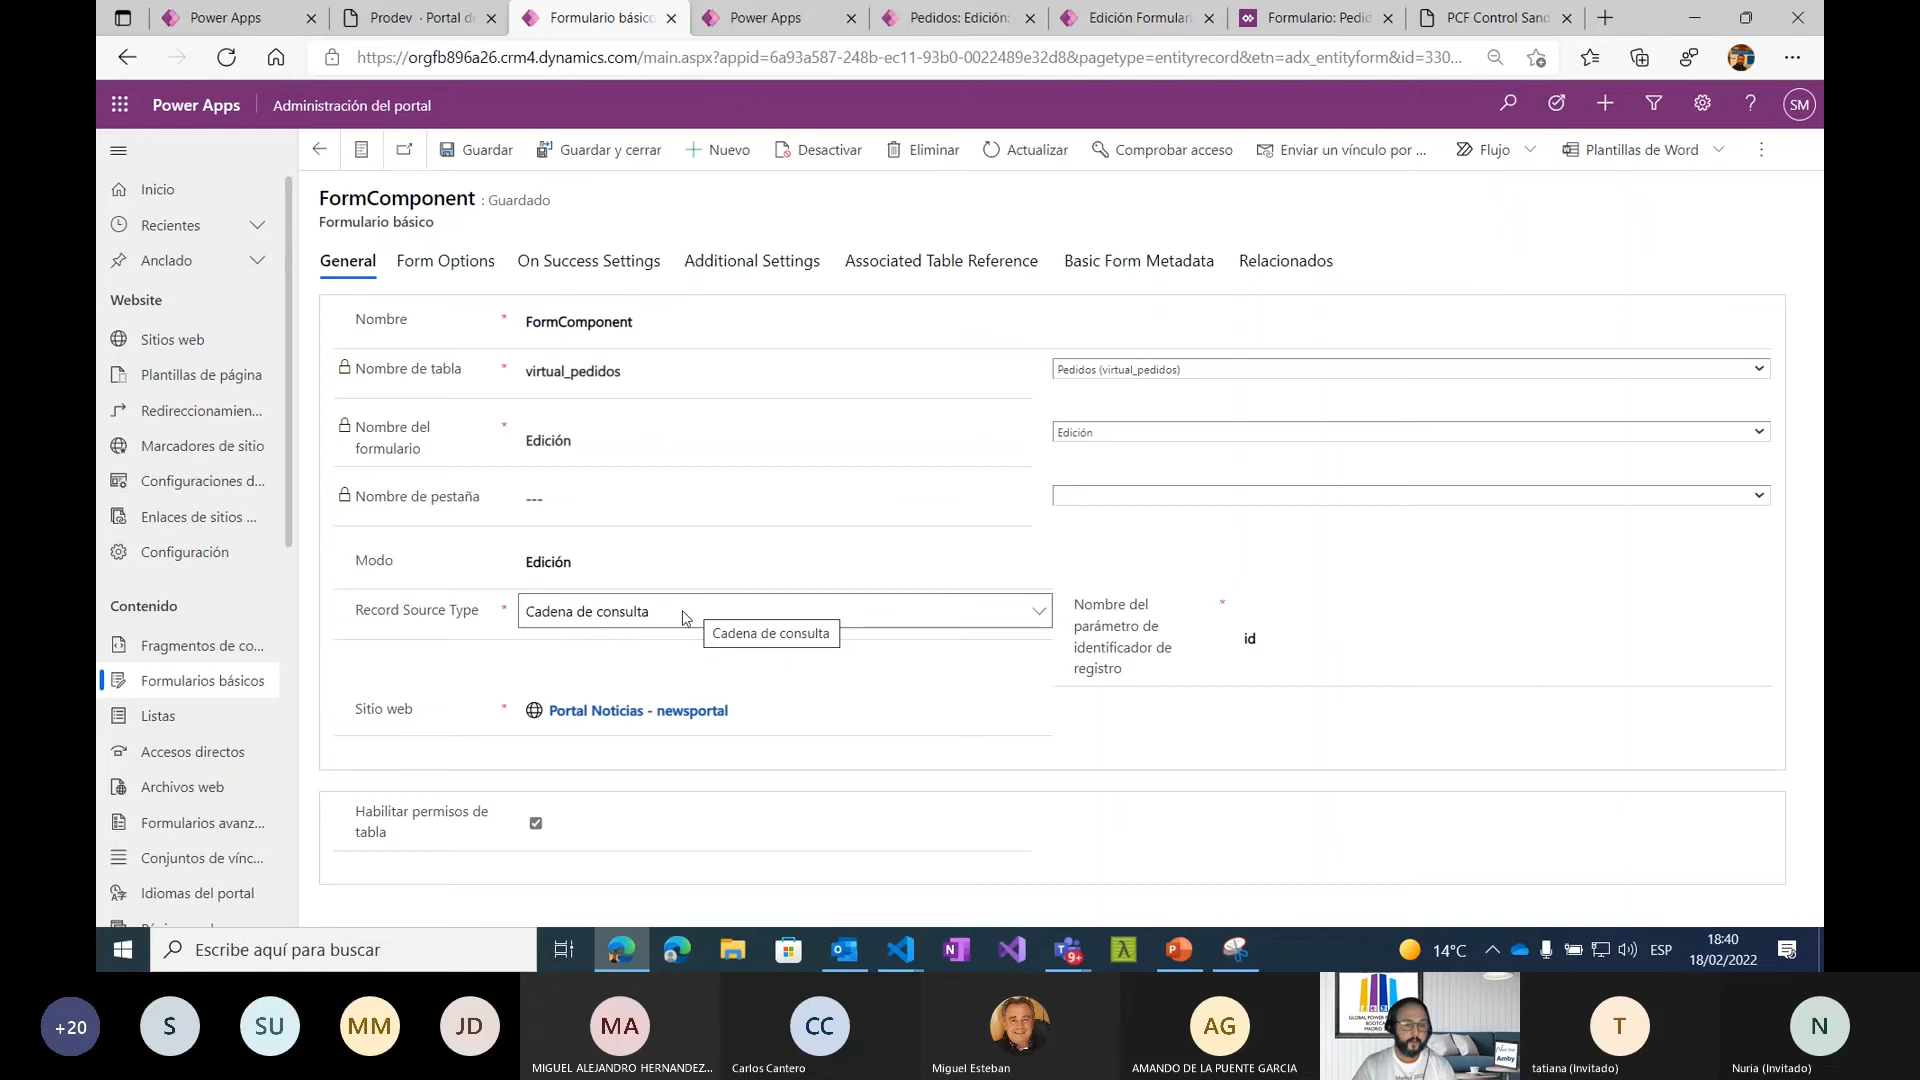 Power Apps
Prodev · Portal de
Formulario básico
Power Apps
Pedidos: Edición:
Edición Formular
Formulario: Pedid
PCF Control Sand
https://orgfb896a26.crm4.dynamics.com/main.aspx?appid=6a93a587-248b-ec11-93b0-0022489e32d8&pagetype=entityrecord&etn=adx_entityform&id=330...
Power Apps
Administración del portal
SM
Guardar
Guardar y cerrar
Nuevo
Desactivar
Eliminar
Actualizar
Comprobar acceso
Enviar un vínculo por ...
Flujo
Plantillas de Word
Inicio
Recientes
Anclado
Website
Sitios web
Plantillas de página
Redireccionamien...
Marcadores de sitio
Configuraciones d...
Enlaces de sitios ...
Configuración
Contenido
Fragmentos de co...
Formularios básicos
Listas
Accesos directos
Archivos web
Formularios avanz...
Conjuntos de vínc...
Idiomas del portal
FormComponent : Guardado
Formulario básico
General
Form Options
On Success Settings
Additional Settings
Associated Table Reference
Basic Form Metadata
Relacionados
Nombre * FormComponent
Nombre de tabla * virtual_pedidos
Pedidos (virtual_pedidos)
Nombre del formulario * Edición
Edición
Nombre de pestaña ---
Modo Edición
Record Source Type * Cadena de consulta
Cadena de consulta
Nombre del
parámetro de
identificador de
registro
* id
Sitio web * Portal Noticias - newsportal
Habilitar permisos de
tabla
Escribe aquí para buscar
9+
14°C
ESP
18:40
18/02/2022
+20
S
SU
MM
JD
MA
MIGUEL ALEJANDRO HERNANDEZ...
CC
Carlos Cantero
Miguel Esteban
AG
AMANDO DE LA PUENTE GARCIA
GLOBAL POWER
BOOTCAMP
MADRID
Amby
T
tatiana (Invitado)
N
Nuria (Invitado)